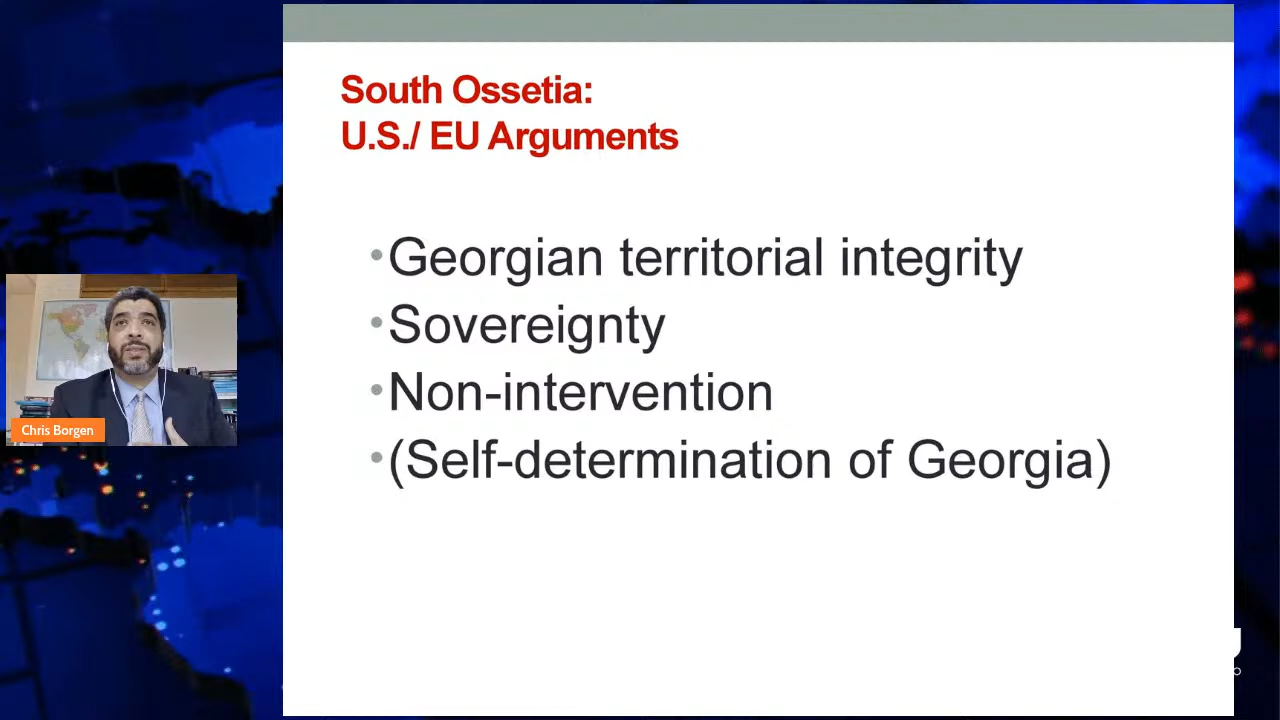 South Ossetia:
U.S./ EU Arguments
•Georgian territorial integrity
•Sovereignty
•Non-intervention
•(Self-determination of Georgia)
Chris Borgen